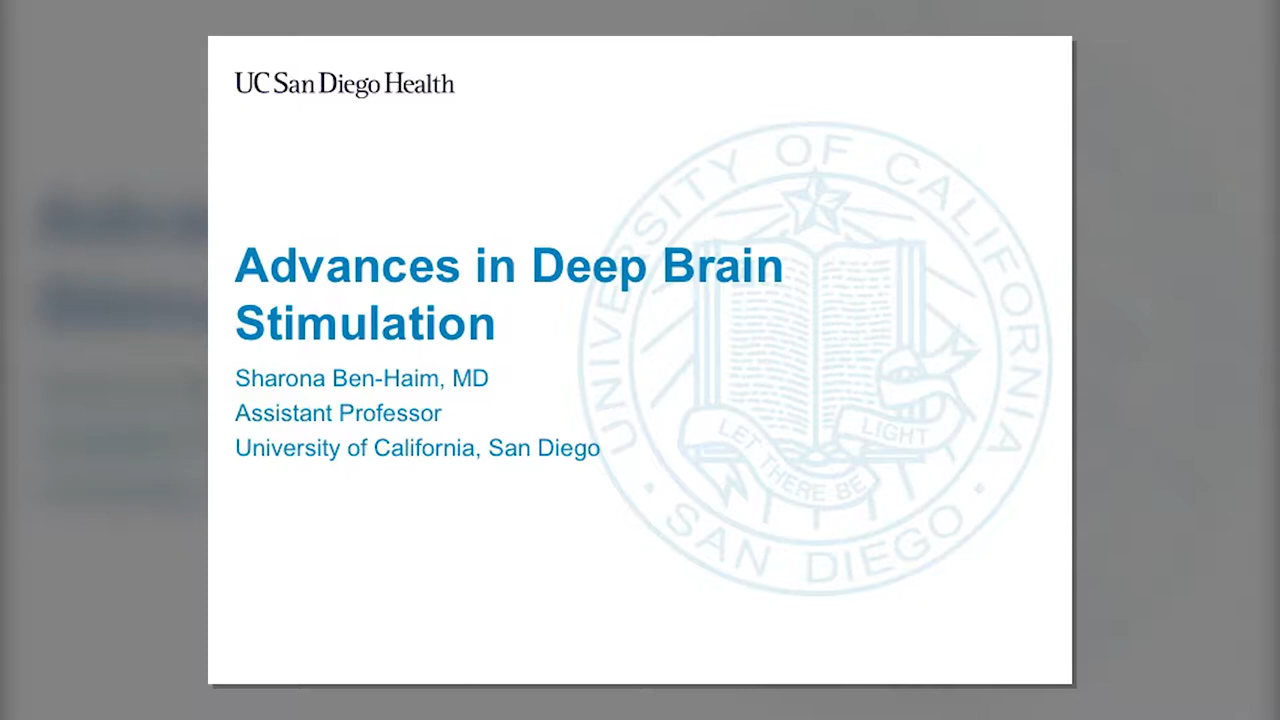 UC San Diego Health
Advances in Deep Brain
Stimulation
Sharona Ben-Haim, MD
Assistant Professor
University of California, San Diego
UNIVERSITY OF CALIFORNIA
SAN DIEGO
LET THERE BE LIGHT